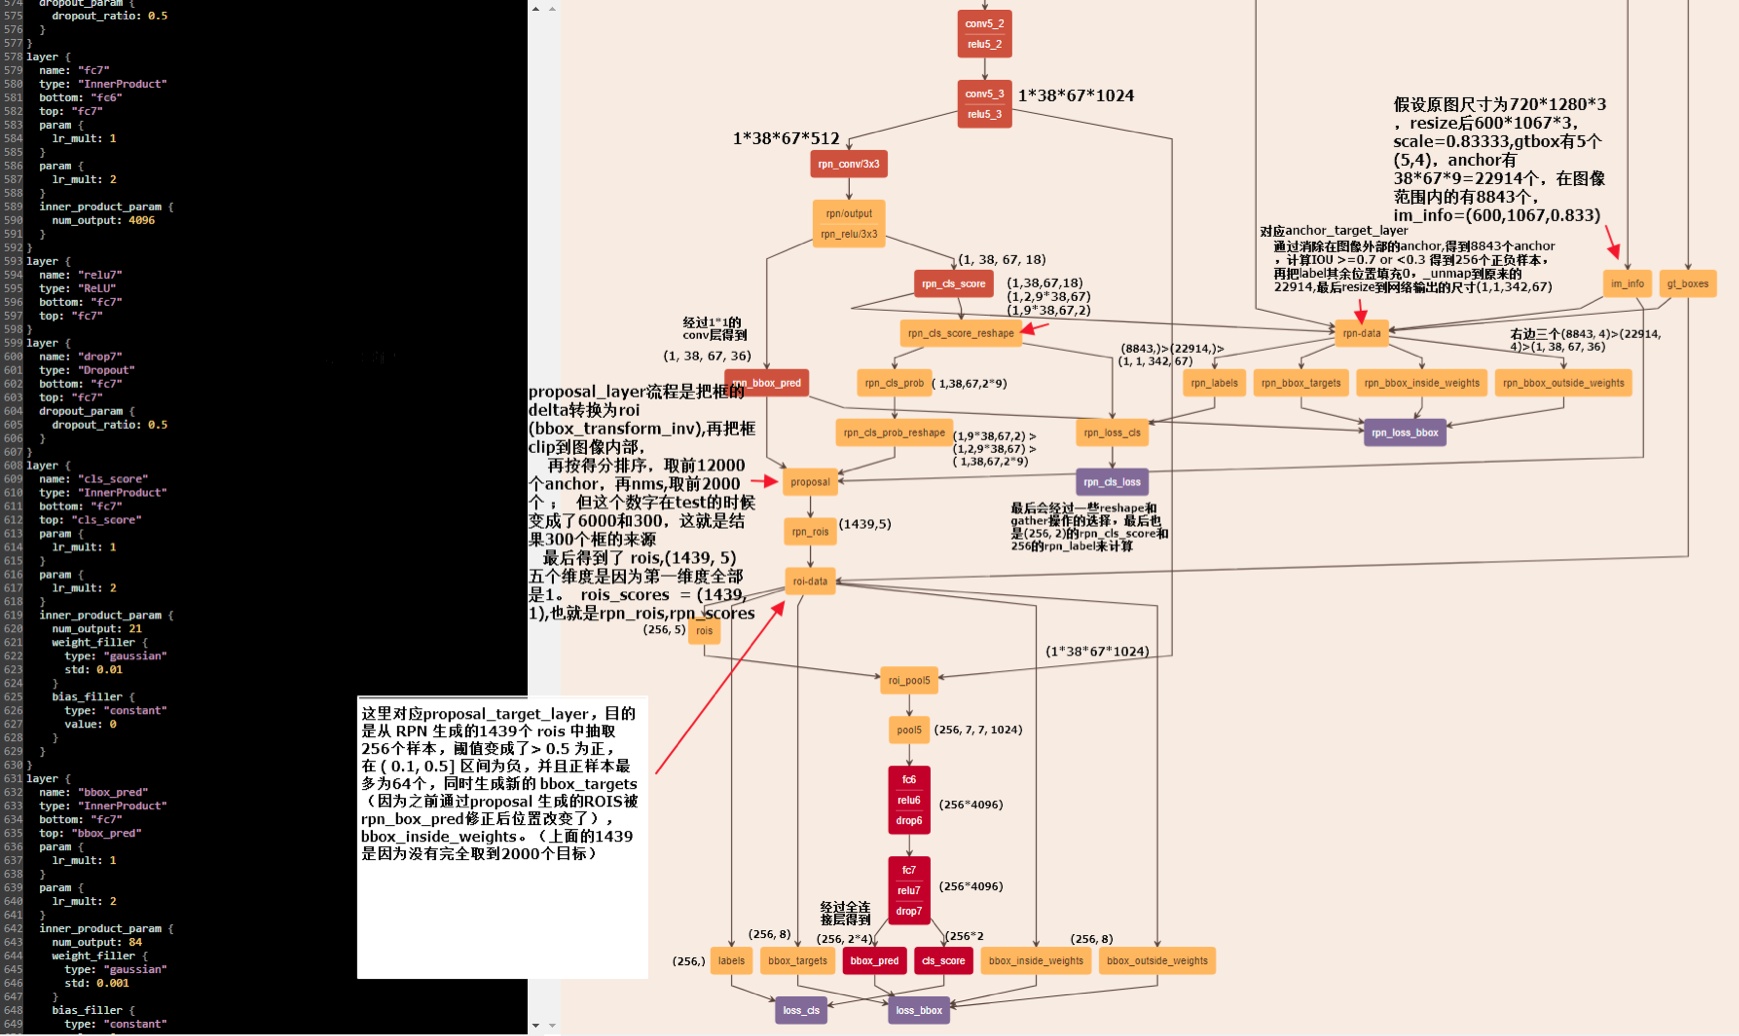 574 dropout_param {
575 dropout_ratio: 0.5
576 }
577 }
578 layer {
579 name: "fc7"
580 type: "InnerProduct"
581 bottom: "fc6"
582 top: "fc7"
583 param {
584 lr_mult: 1
585 }
586 param {
587 lr_mult: 2
588 }
589 inner_product_param {
590 num_output: 4096
591 }
592 }
593 layer {
594 name: "relu7"
595 type: "ReLU"
596 bottom: "fc7"
597 top: "fc7"
598 }
599 layer {
600 name: "drop7"
601 type: "Dropout"
602 bottom: "fc7"
603 top: "fc7"
604 dropout_param {
605 dropout_ratio: 0.5
606 }
607 }
608 layer {
609 name: "cls_score"
610 type: "InnerProduct"
611 bottom: "fc7"
612 top: "cls_score"
613 param {
614 lr_mult: 1
615 }
616 param {
617 lr_mult: 2
618 }
619 inner_product_param {
620 num_output: 21
621 weight_filler {
622 type: "gaussian"
623 std: 0.01
624 }
625 bias_filler {
626 type: "constant"
627 value: 0
628 }
629 }
630 }
631 layer {
632 name: "bbox_pred"
633 type: "InnerProduct"
634 bottom: "fc7"
635 top: "bbox_pred"
636 param {
637 lr_mult: 1
638 }
639 param {
640 lr_mult: 2
641 }
642 inner_product_param {
643 num_output: 84
644 weight_filler {
645 type: "gaussian"
646 std: 0.001
647 }
648 bias_filler {
649 type: "constant"
conv5_2
relu5_2
conv5_3
relu5_3
1*38*67*1024
1*38*67*512
rpn_conv/3x3
rpn/output
rpn_relu/3x3
假设原图尺寸为720*1280*3
，resize后600*1067*3，
scale=0.83333,gtbox有5个
(5,4)，anchor有
38*67*9=22914个，在图像
范围内的有8843个，
im_info=(600,1067,0.833)
对应anchor_target_layer
通过消除在图像外部的anchor,得到8843个anchor
，计算IOU >=0.7 or <0.3 得到256个正负样本，
再把label其余位置填充0，_unmap到原来的
22914,最后resize到网络输出的尺寸(1,1,342,67)
im_info
gt_boxes
(1, 38, 67, 18)
rpn_cls_score
(1,38,67,18)
(1,2,9*38,67)
(1,9*38,67,2)
rpn_cls_score_reshape
rpn-data
经过1*1的
conv层得到
(1, 38, 67, 36)
(8843,)>(22914,)>
(1, 1, 342, 67)
右边三个(8843, 4)>(22914,
4)>(1, 38, 67, 36)
rpn_bbox_pred
rpn_cls_prob
( 1,38,67,2*9)
rpn_labels
rpn_bbox_targets
rpn_bbox_inside_weights
rpn_bbox_outside_weights
proposal_layer流程是把框的
delta转换为roi
(bbox_transform_inv),再把框
clip到图像内部，
再按得分排序，取前12000
个anchor，再nms,取前2000
个； 但这个数字在test的时候
变成了6000和300，这就是结
果300个框的来源
最后得到了 rois,(1439, 5)
五个维度是因为第一维度全部
是1。 rois_scores = (1439,
1),也就是rpn_rois,rpn_scores
rpn_cls_prob_reshape
(1,9*38,67,2) >
(1,2,9*38,67) >
( 1,38,67,2*9)
rpn_loss_cls
rpn_loss_bbox
proposal
rpn_cls_loss
最后会经过一些reshape和
gather操作的选择，最后也
是(256, 2)的rpn_cls_score和
256的rpn_label来计算
rpn_rois
(1439,5)
roi-data
(256, 5)
rois
(1*38*67*1024)
roi_pool5
pool5
(256, 7, 7, 1024)
这里对应proposal_target_layer，目的
是从 RPN 生成的1439个 rois 中抽取
256个样本，阈值变成了> 0.5 为正，
在 ( 0.1, 0.5] 区间为负，并且正样本最
多为64个，同时生成新的 bbox_targets
（因为之前通过proposal 生成的ROIS被
rpn_box_pred修正后位置改变了），
bbox_inside_weights。（上面的1439
是因为没有完全取到2000个目标）
fc6
relu6
drop6
(256*4096)
fc7
relu7
drop7
(256*4096)
经过全连
接层得到
(256, 8)
(256, 2*4)
(256*2
(256, 8)
(256,)
labels
bbox_targets
bbox_pred
cls_score
bbox_inside_weights
bbox_outside_weights
loss_cls
loss_bbox